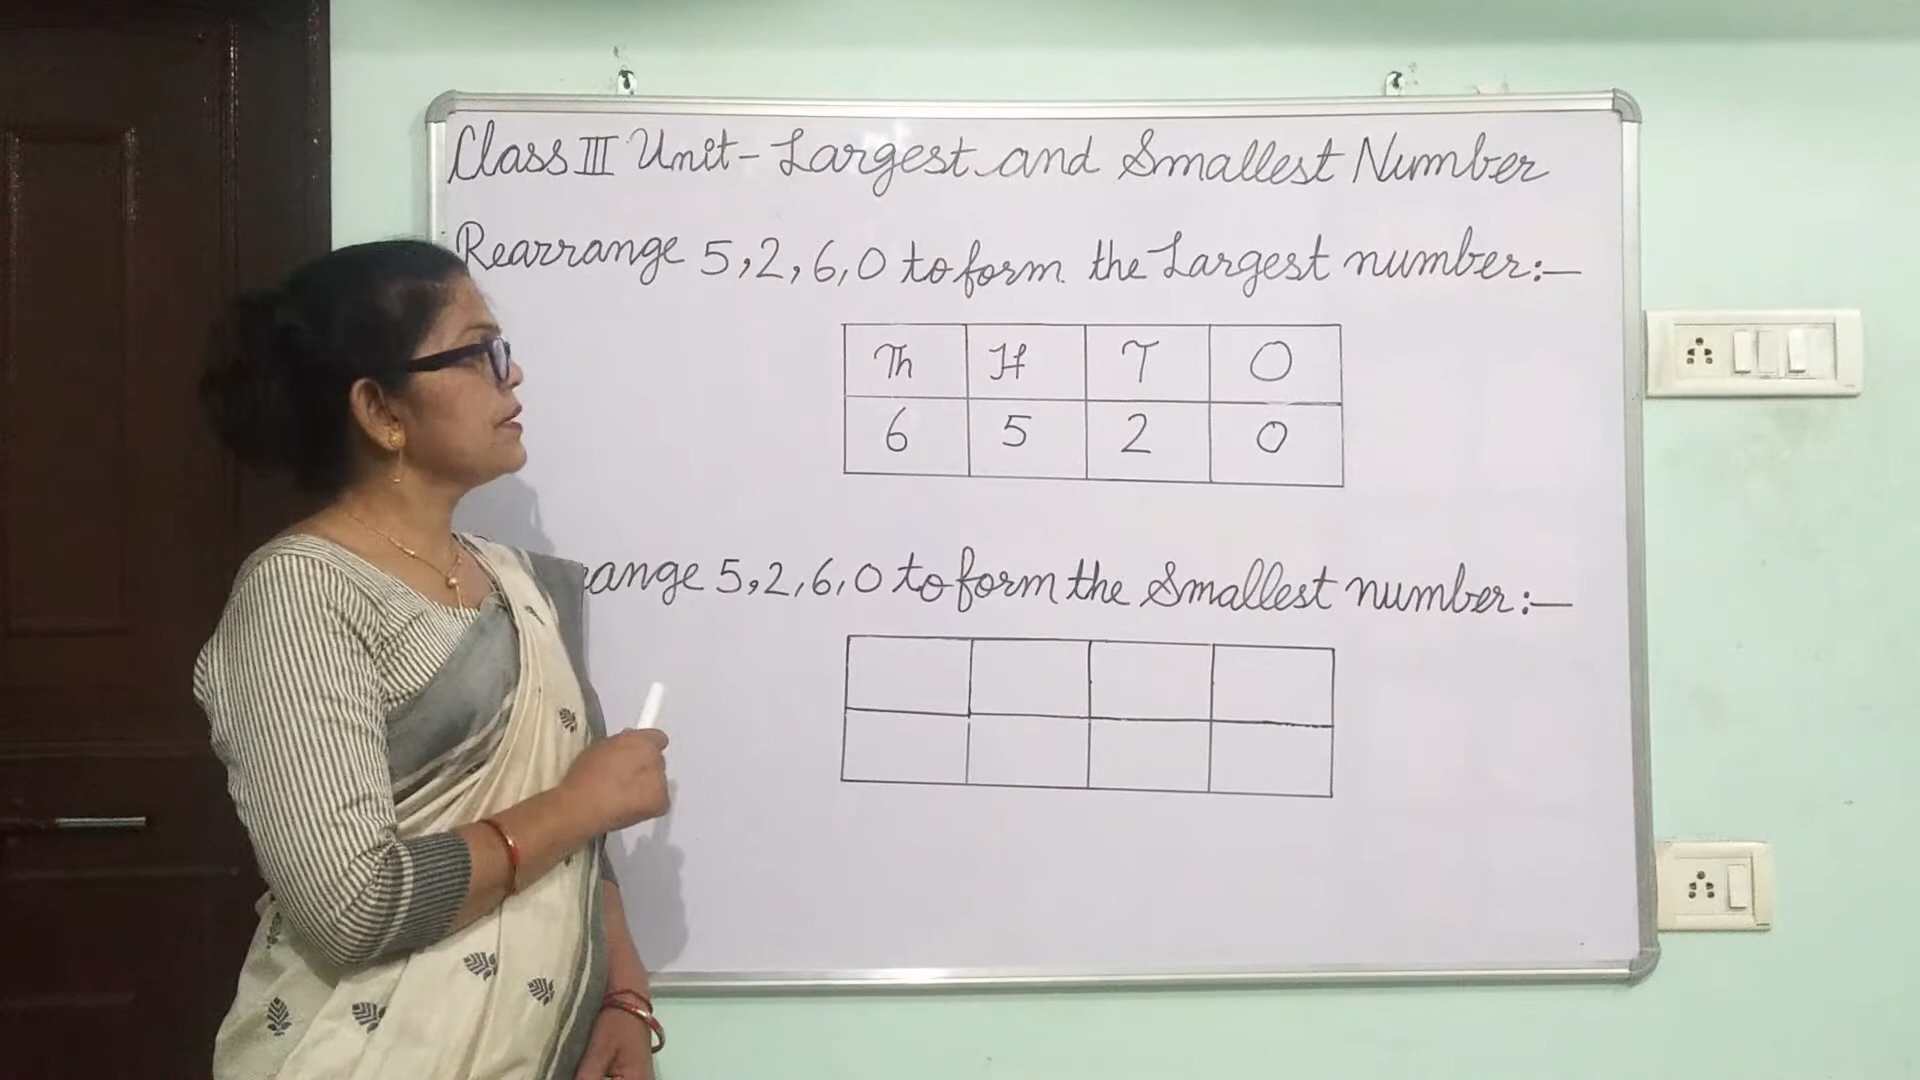 Class III Unit- Largest and Smallest Number
Rearrange 5,2,6,0 to form the Largest number:—
Th H T O
6 5 2 0
5,2,6,0 to form the Smallest number:—